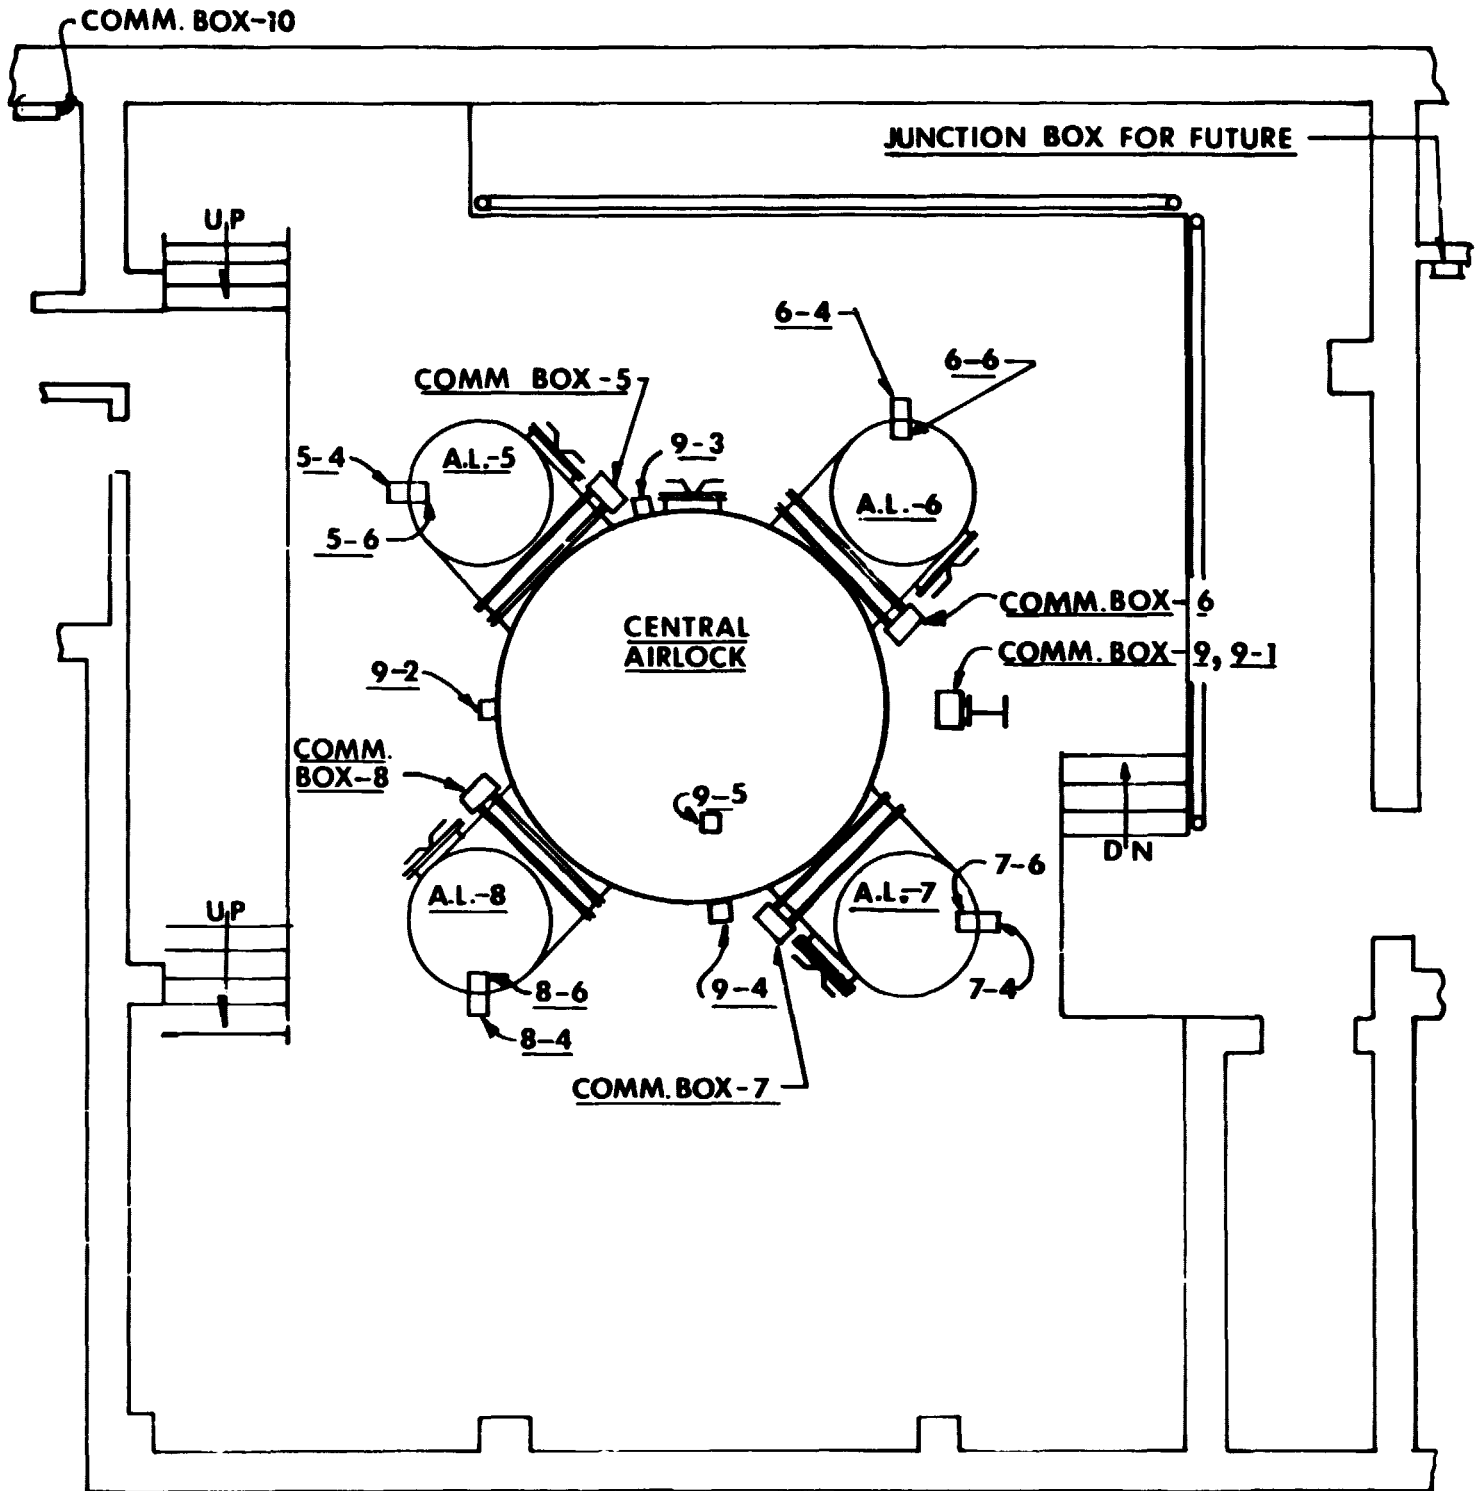 COMM. BOX-10
JUNCTION BOX FOR FUTURE
UP
6-4
6-6
COMM BOX-5
9-3
5-4
A.L.-5
A.L.-6
5-6
COMM. BOX-6
CENTRAL
AIRLOCK
COMM. BOX-9, 9-1
9-2
COMM.
BOX-8
9-5
DN
7-6
A.L.-8
A.L.-7
UP
8-6
9-4
7-4
8-4
COMM. BOX-7